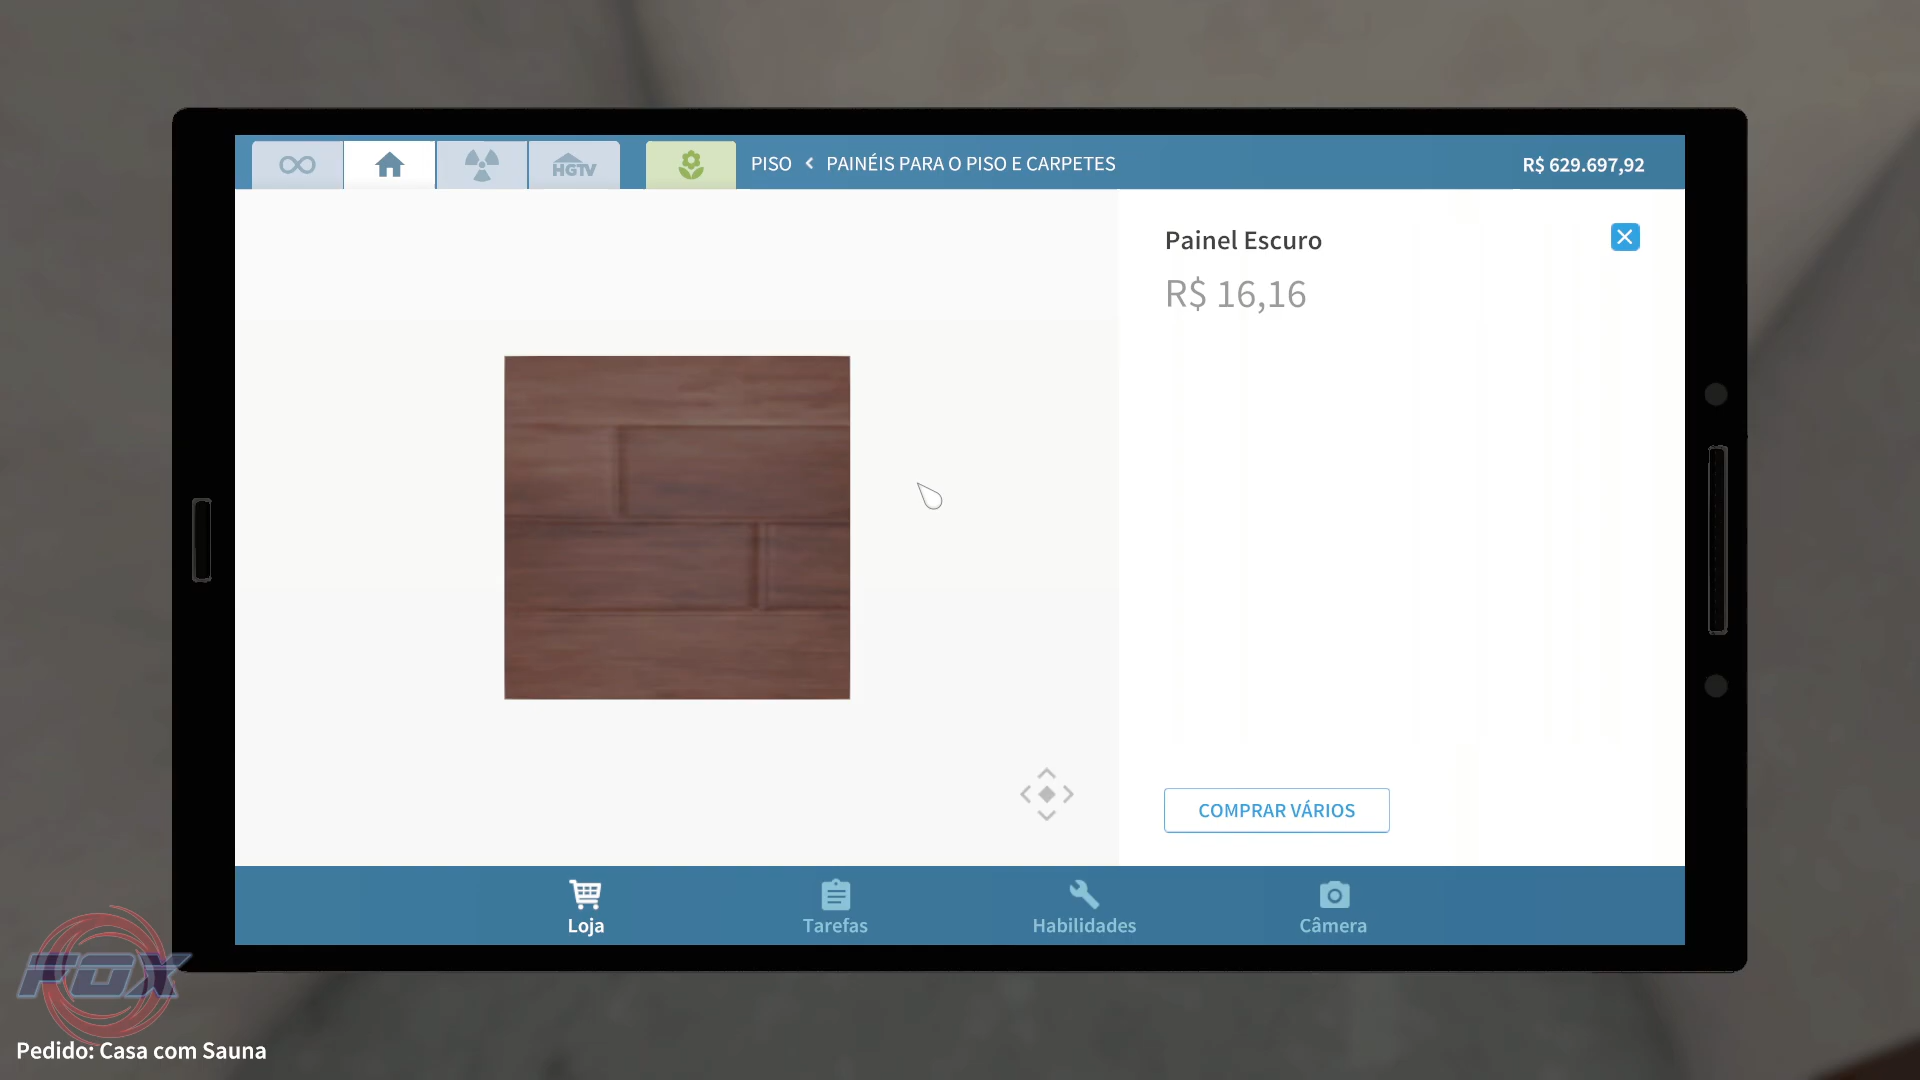 HGTV
PISO < PAINÉIS PARA O PISO E CARPETES
R$ 629.697,92
Painel Escuro
R$ 16,16
COMPRAR VÁRIOS
Loja
Tarefas
Habilidades
Câmera
FOX
Pedido: Casa com Sauna